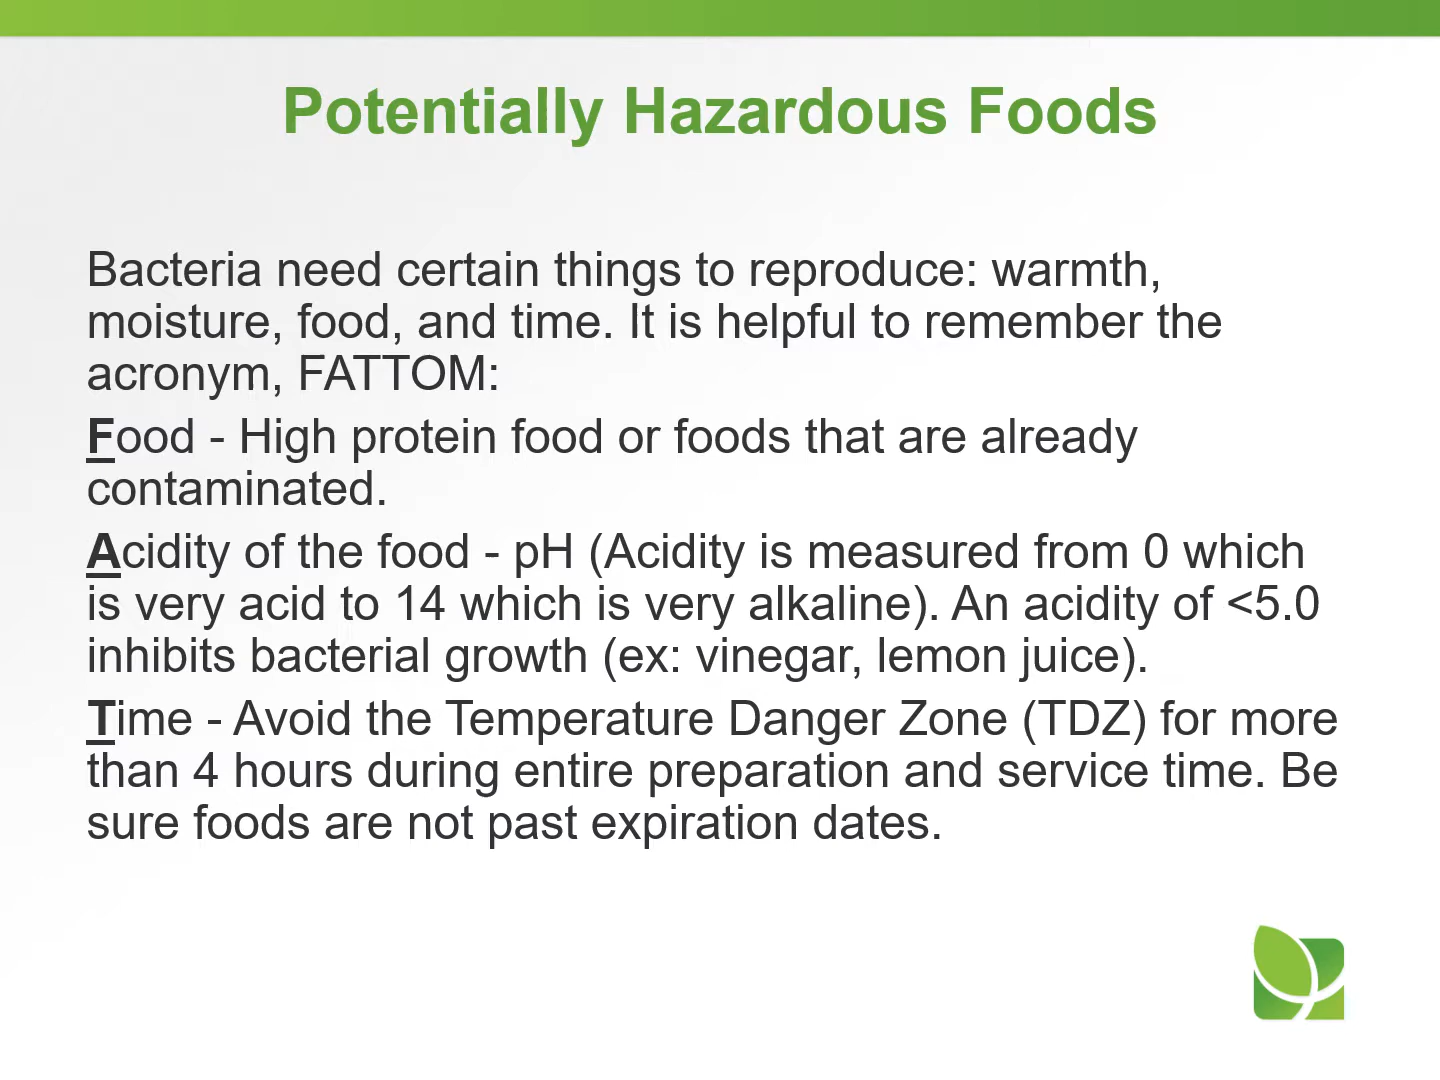 Potentially Hazardous Foods
Bacteria need certain things to reproduce: warmth,
moisture, food, and time. It is helpful to remember the
acronym, FATTOM:
Food - High protein food or foods that are already
contaminated.
Acidity of the food - pH (Acidity is measured from 0 which
is very acid to 14 which is very alkaline). An acidity of <5.0
inhibits bacterial growth (ex: vinegar, lemon juice).
Time - Avoid the Temperature Danger Zone (TDZ) for more
than 4 hours during entire preparation and service time. Be
sure foods are not past expiration dates.